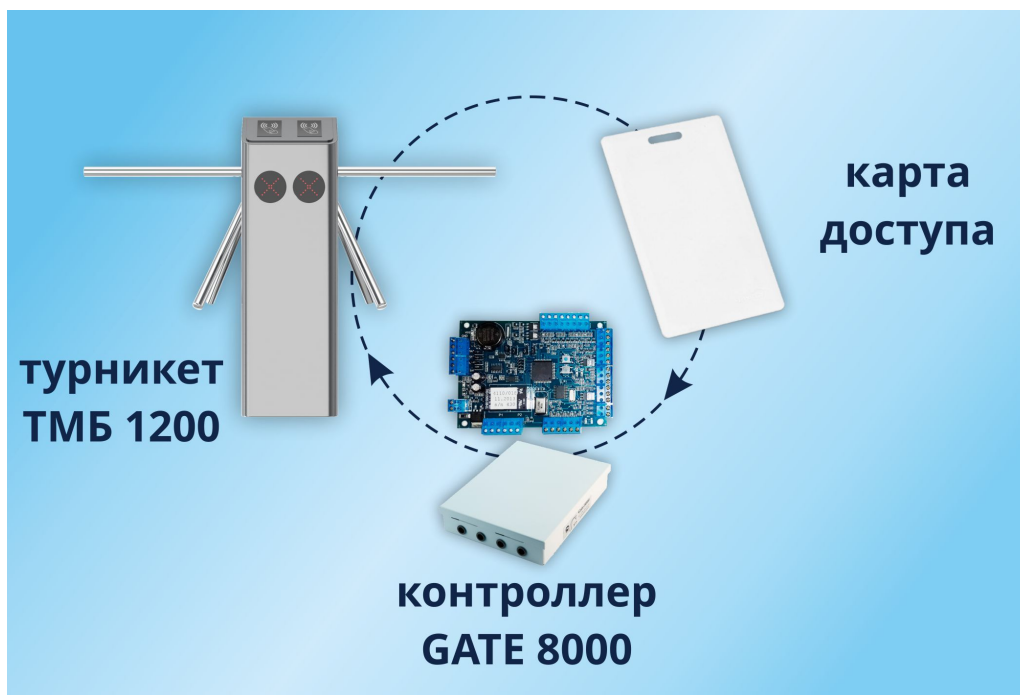 карта
доступа
турникет
ТМБ 1200
контроллер
GATE 8000